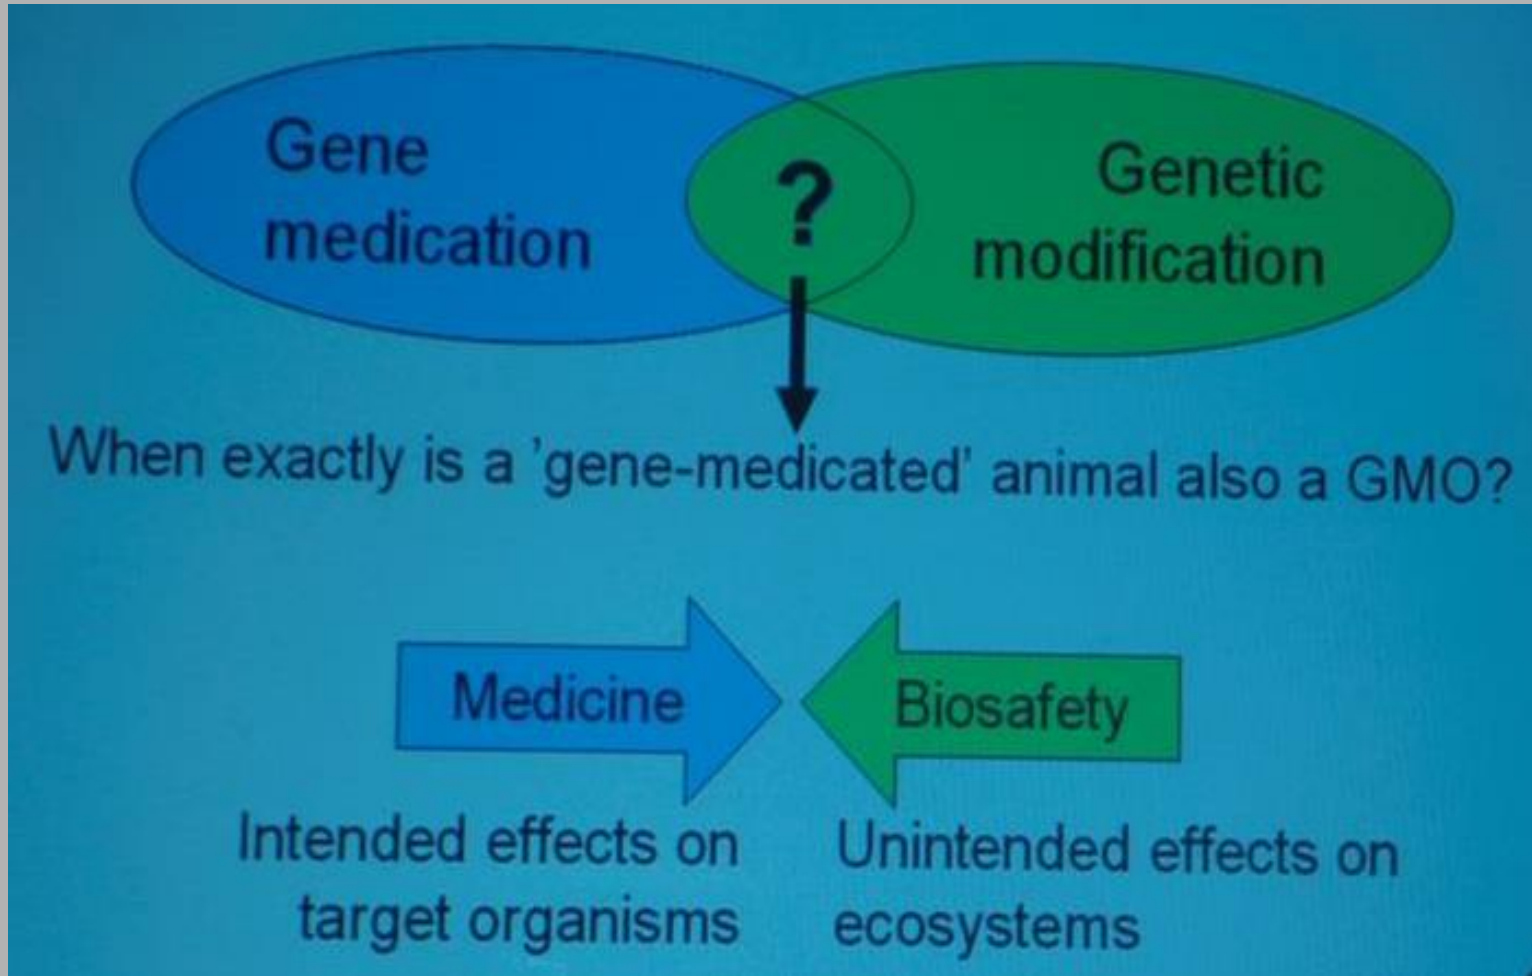 Gene
medication
?
Genetic
modification
When exactly is a 'gene-medicated' animal also a GMO?
Medicine
Biosafety
Intended effects on
target organisms
Unintended effects on
ecosystems